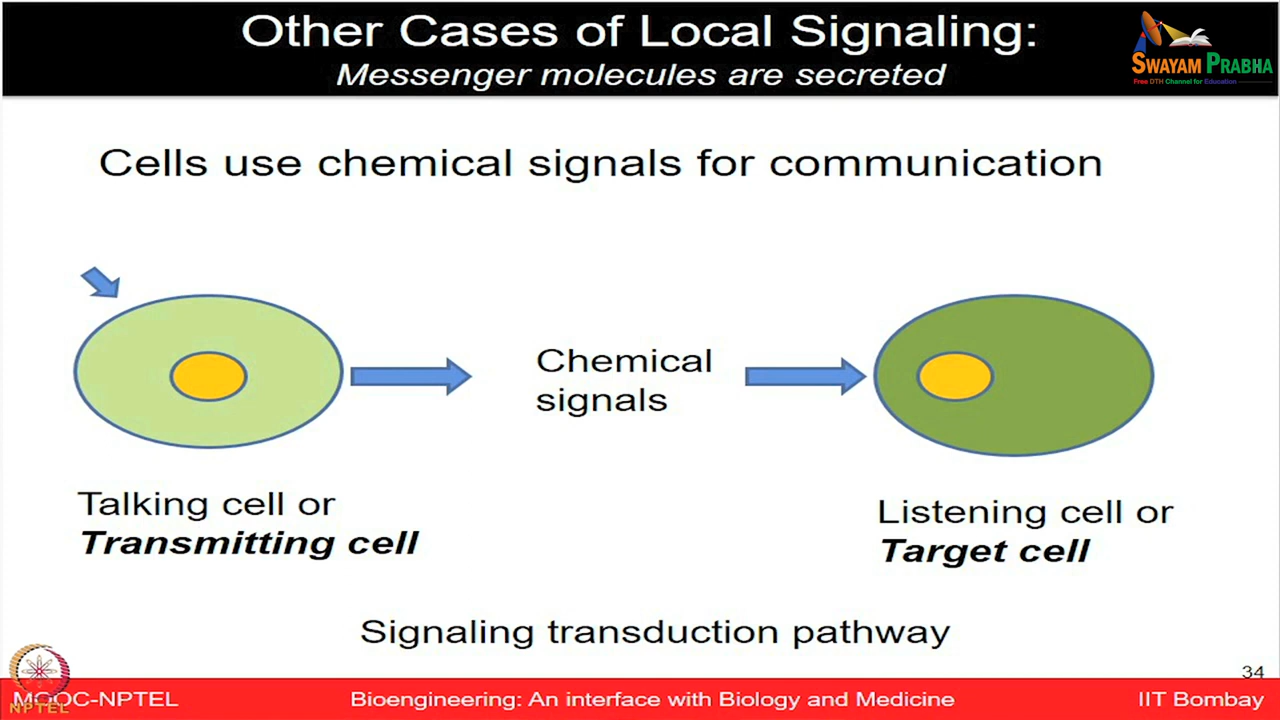 Other Cases of Local Signaling:
Messenger molecules are secreted
SWAYAM PRABHA
Free DTH Channel for Education
Cells use chemical signals for communication
Chemical
signals
Talking cell or
Transmitting cell
Listening cell or
Target cell
Signaling transduction pathway
34
MOOC-NPTEL
Bioengineering: An interface with Biology and Medicine
IIT Bombay
NPTEL